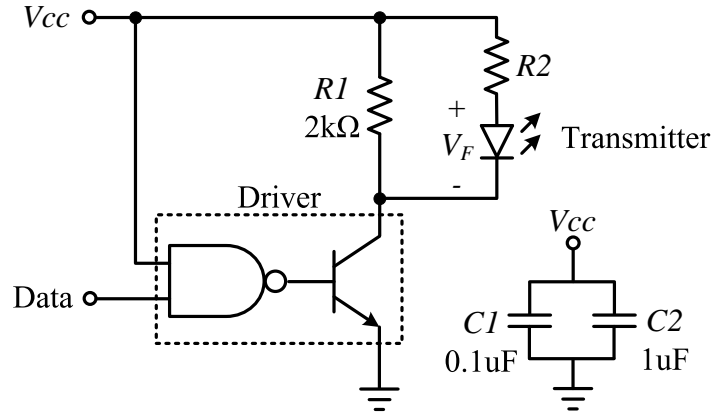 Vcc
R1
2kΩ
R2
+
V_F
-
Transmitter
Driver
Data
Vcc
C1
0.1uF
C2
1uF